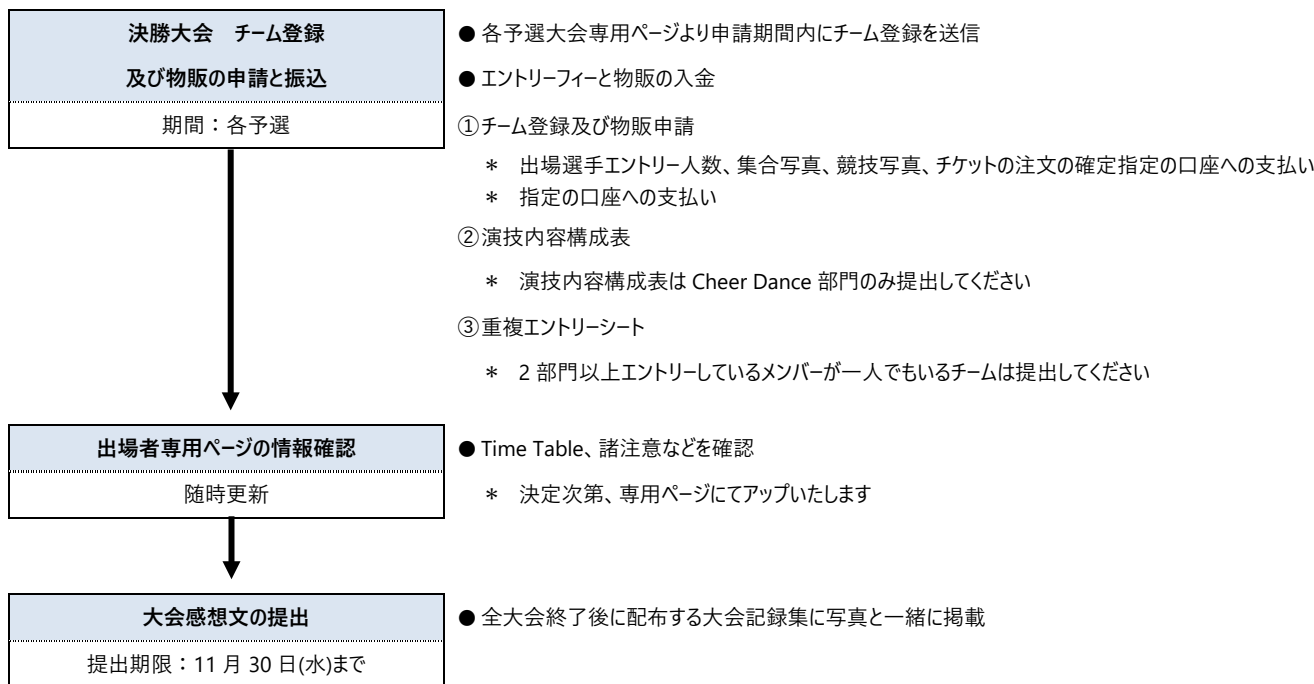 決勝大会　チーム登録
及び物販の申請と振込
期間：各予選
● 各予選大会専用ページより申請期間内にチーム登録を送信
● エントリーフィーと物販の入金
①チーム登録及び物販申請
＊ 出場選手エントリー人数、集合写真、競技写真、チケットの注文の確定指定の口座への支払い
＊ 指定の口座への支払い
②演技内容構成表
＊ 演技内容構成表は Cheer Dance 部門のみ提出してください
③重複エントリーシート
＊ 2 部門以上エントリーしているメンバーが一人でもいるチームは提出してください
出場者専用ページの情報確認
随時更新
● Time Table、諸注意などを確認
＊ 決定次第、専用ページにてアップいたします
大会感想文の提出
提出期限：11 月 30 日(水)まで
● 全大会終了後に配布する大会記録集に写真と一緒に掲載